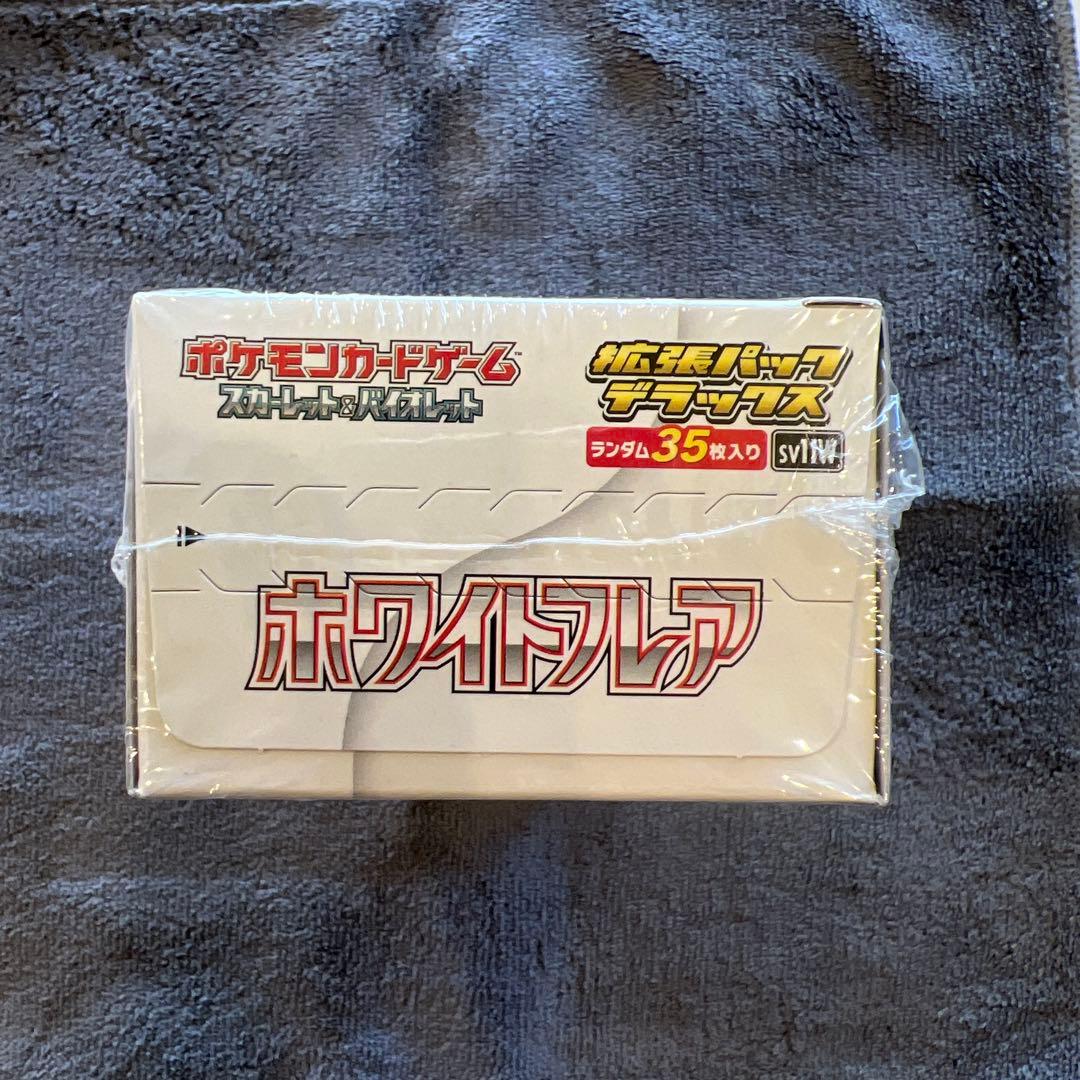 ポケモンカードゲーム™
スカーレット&バイオレット
拡張パック
デラックス
ランダム35枚入り
SV11W
ホワイトフレア